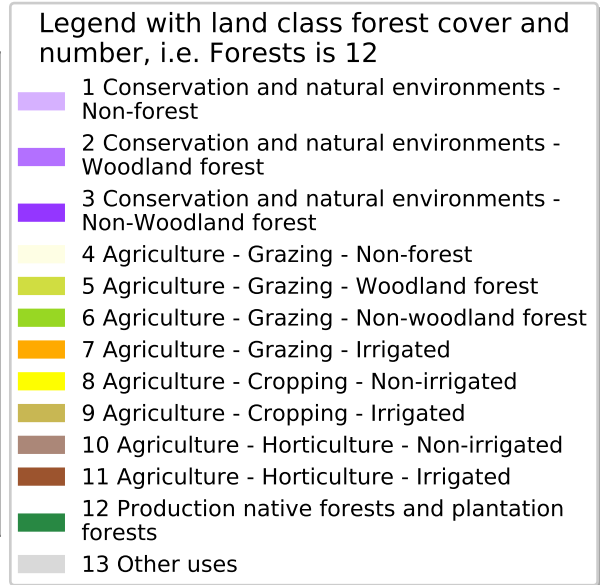 Legend with land class forest cover and
number, i.e. Forests is 12
1 Conservation and natural environments -
Non-forest
2 Conservation and natural environments -
Woodland forest
3 Conservation and natural environments -
Non-Woodland forest
4 Agriculture - Grazing - Non-forest
5 Agriculture - Grazing - Woodland forest
6 Agriculture - Grazing - Non-woodland forest
7 Agriculture - Grazing - Irrigated
8 Agriculture - Cropping - Non-irrigated
9 Agriculture - Cropping - Irrigated
10 Agriculture - Horticulture - Non-irrigated
11 Agriculture - Horticulture - Irrigated
12 Production native forests and plantation
forests
13 Other uses